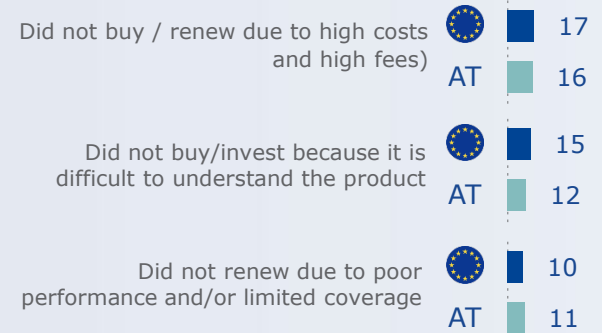 Did not buy / renew due to high costs
and high fees)
17
AT 16
Did not buy/invest because it is
difficult to understand the product
15
AT 12
Did not renew due to poor
performance and/or limited coverage
10
AT 11